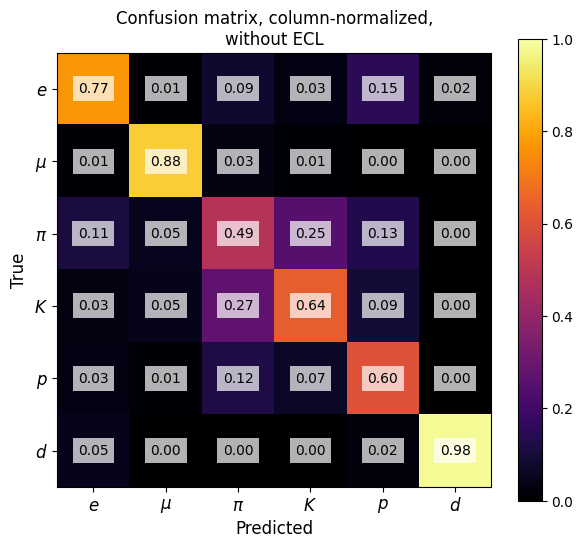 Confusion matrix, column-normalized,
without ECL
True
e 0.77 0.01 0.09 0.03 0.15 0.02
μ 0.01 0.88 0.03 0.01 0.00 0.00
π 0.11 0.05 0.49 0.25 0.13 0.00
K 0.03 0.05 0.27 0.64 0.09 0.00
p 0.03 0.01 0.12 0.07 0.60 0.00
d 0.05 0.00 0.00 0.00 0.02 0.98
e μ π K p d
Predicted
1.0
0.8
0.6
0.4
0.2
0.0